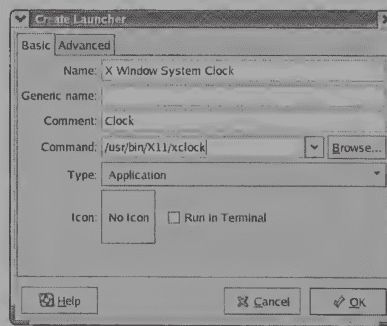 Create Launcher
Basic Advanced
Name: X Window System Clock
Generic name:
Comment: Clock
Command: /usr/bin/X11/xclock Browse...
Type: Application
Icon: No Icon Run in Terminal
Help Cancel OK